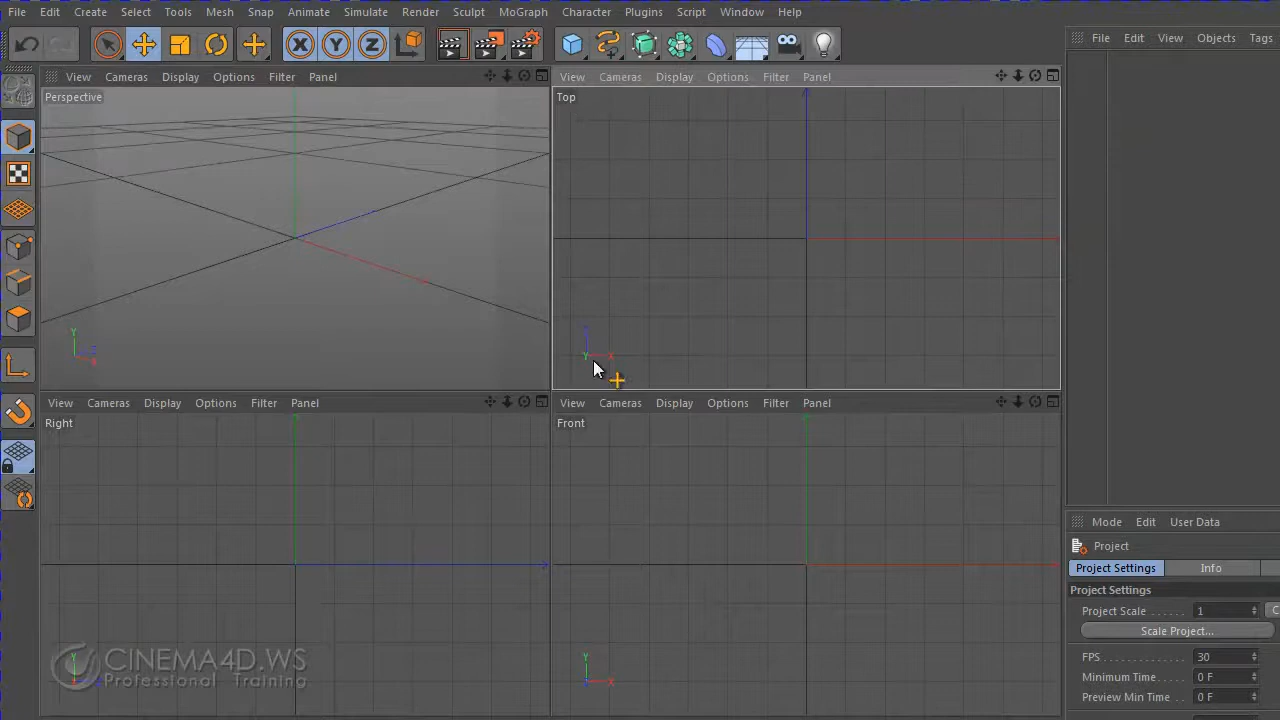 File Edit Create Select Tools Mesh Snap Animate Simulate Render Sculpt MoGraph Character Plugins Script Window Help
File Edit View Objects Tags
X Y Z
View Cameras Display Options Filter Panel
View Cameras Display Options Filter Panel
Perspective
Top
Y
Y X
View Cameras Display Options Filter Panel
View Cameras Display Options Filter Panel
Right
Front
Mode Edit User Data
Project
Project Settings Info
Project Settings
Project Scale 1
Scale Project...
FPS 30
Minimum Time 0 F
Preview Min Time 0 F
Y
Y X
CINEMA4D.WS
Professional Training